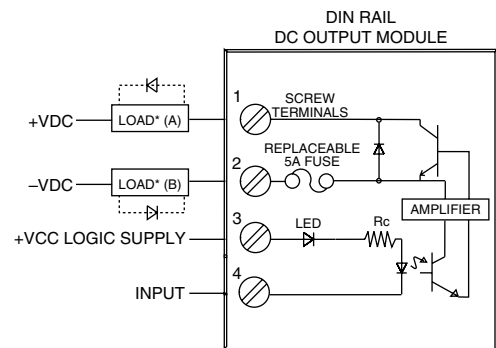 DIN RAIL
DC OUTPUT MODULE
1
SCREW
TERMINALS
+VDC
LOAD* (A)
2
REPLACEABLE
5A FUSE
–VDC
LOAD* (B)
AMPLIFIER
3
LED
Rc
+VCC LOGIC SUPPLY
4
INPUT